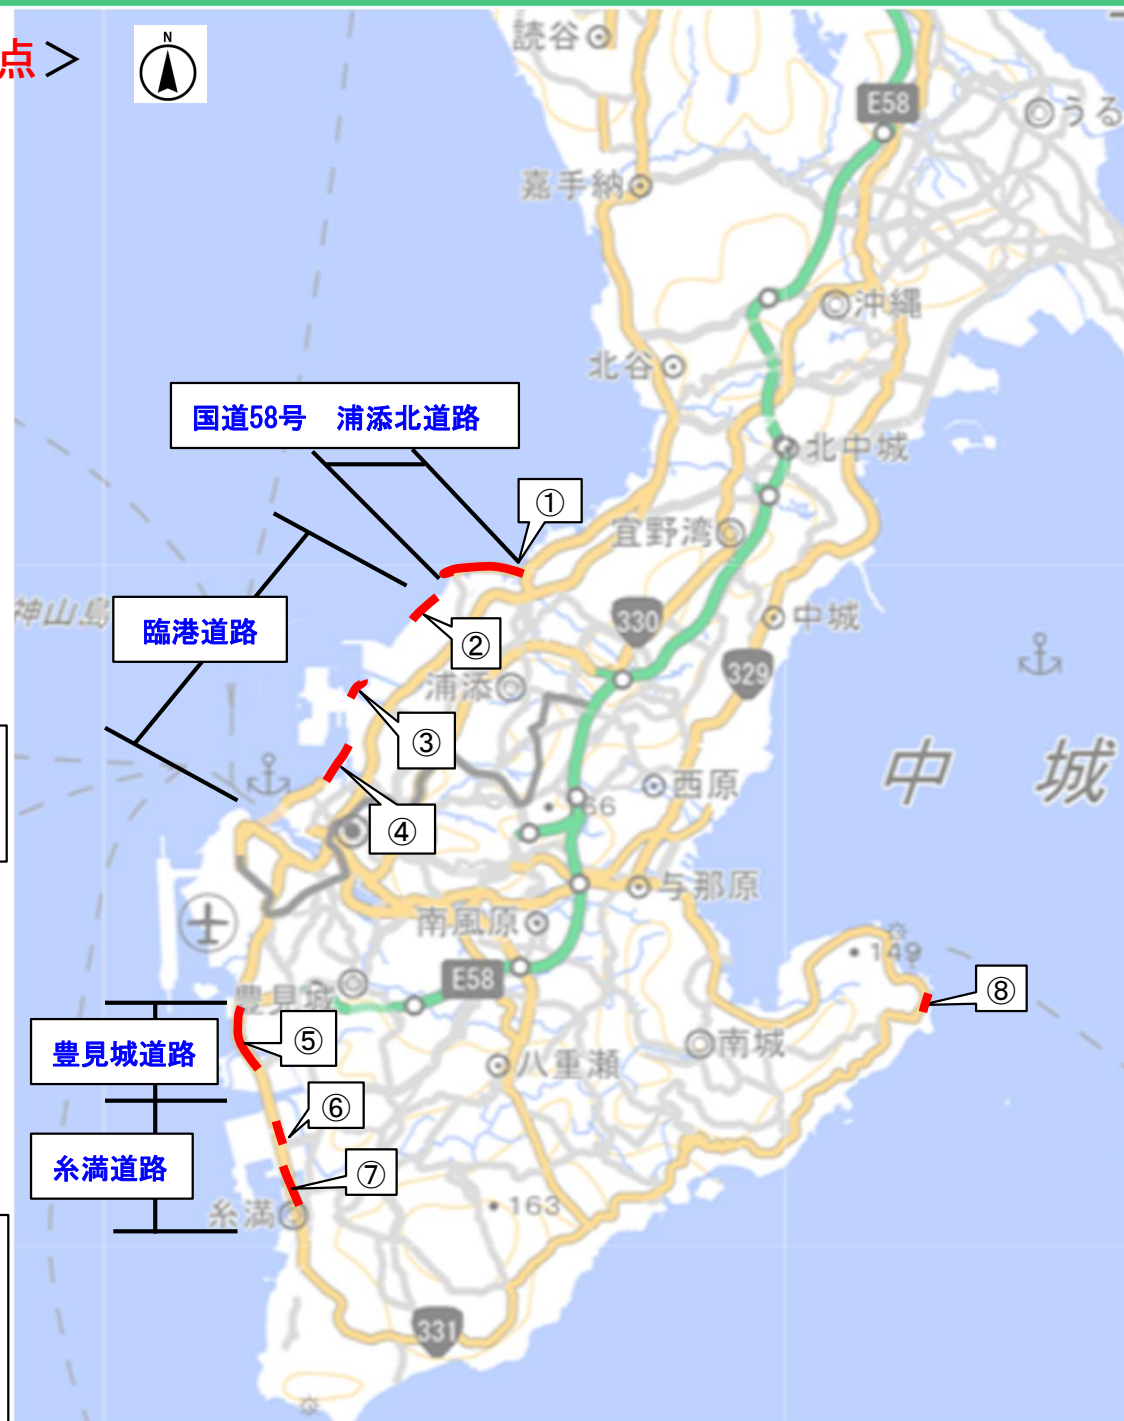 点＞
N
読谷
E58
うる
嘉手納
沖縄
北谷
国道58号　浦添北道路
北中城
①
宜野湾
神山島
臨港道路
330
中城
②
329
浦添
③
中　城
西原
66
④
与那原
南風原
149
E58
⑧
豊見城
⑤
豊見城道路
南城
八重瀬
⑥
糸満道路
⑦
163
糸満
331